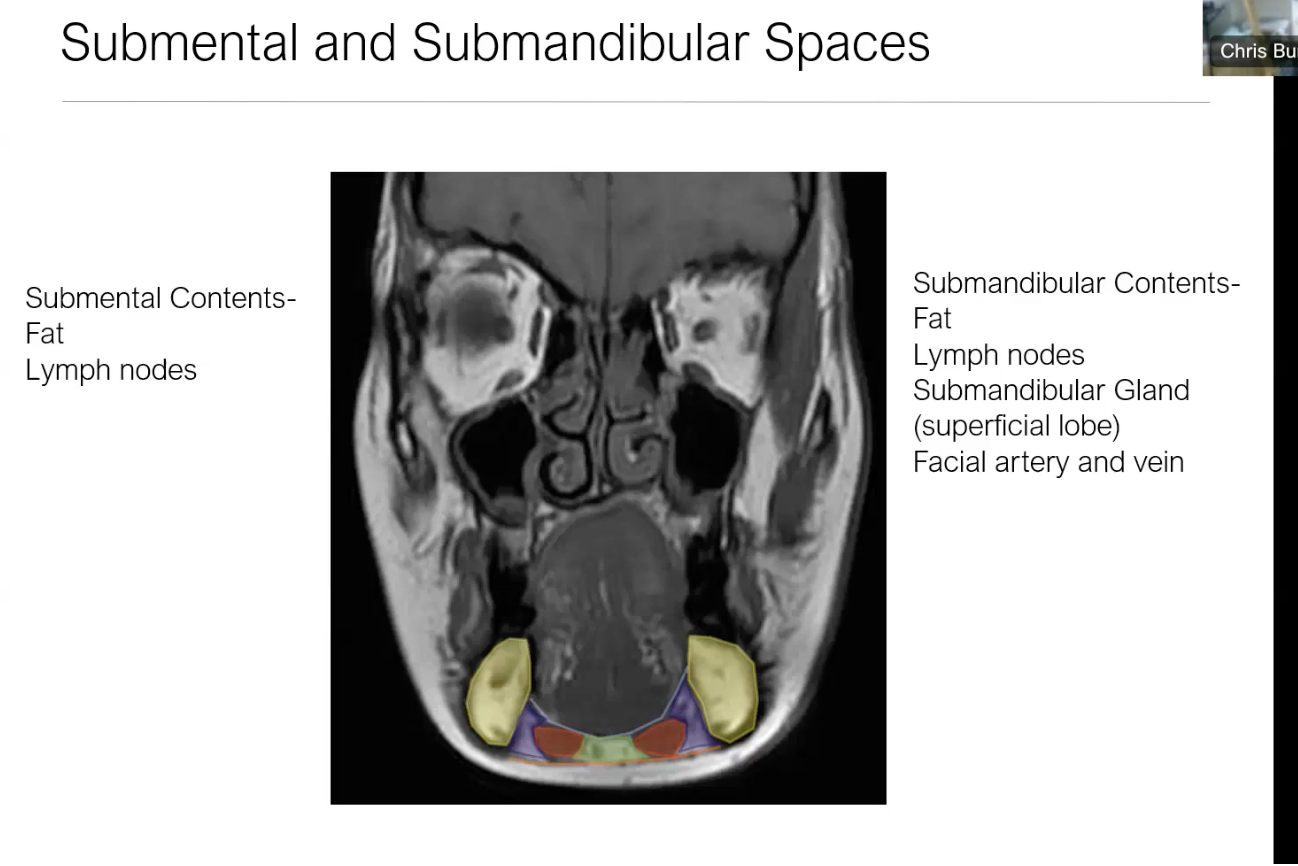 Submental and Submandibular Spaces
Chris
Submental Contents-
Fat
Lymph nodes
Submandibular Contents-
Fat
Lymph nodes
Submandibular Gland
(superficial lobe)
Facial artery and vein